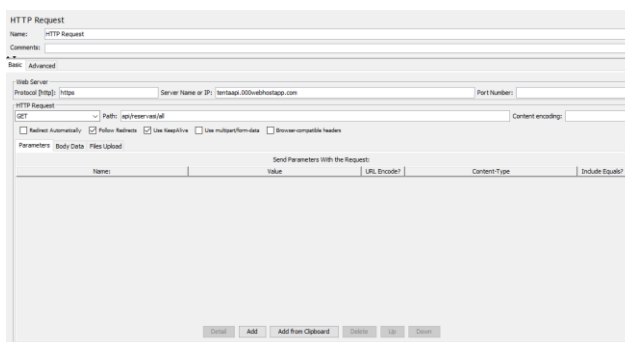 HTTP Request
Name: HTTP Request
Comments:
Basic Advanced
Web Server
Protocol [http]: https Server Name or IP: tentaapi.000webhostapp.com Port Number:
HTTP Request
GET Path: api/reservasi/all Content encoding:
Redirect Automatically Follow Redirects Use KeepAlive Use multipart/form-data Browser-compatible headers
Parameters Body Data Files Upload
Send Parameters With the Request:
Name: Value URL Encode? Content-Type Include Equals?
Detail Add Add from Clipboard Delete Up Down